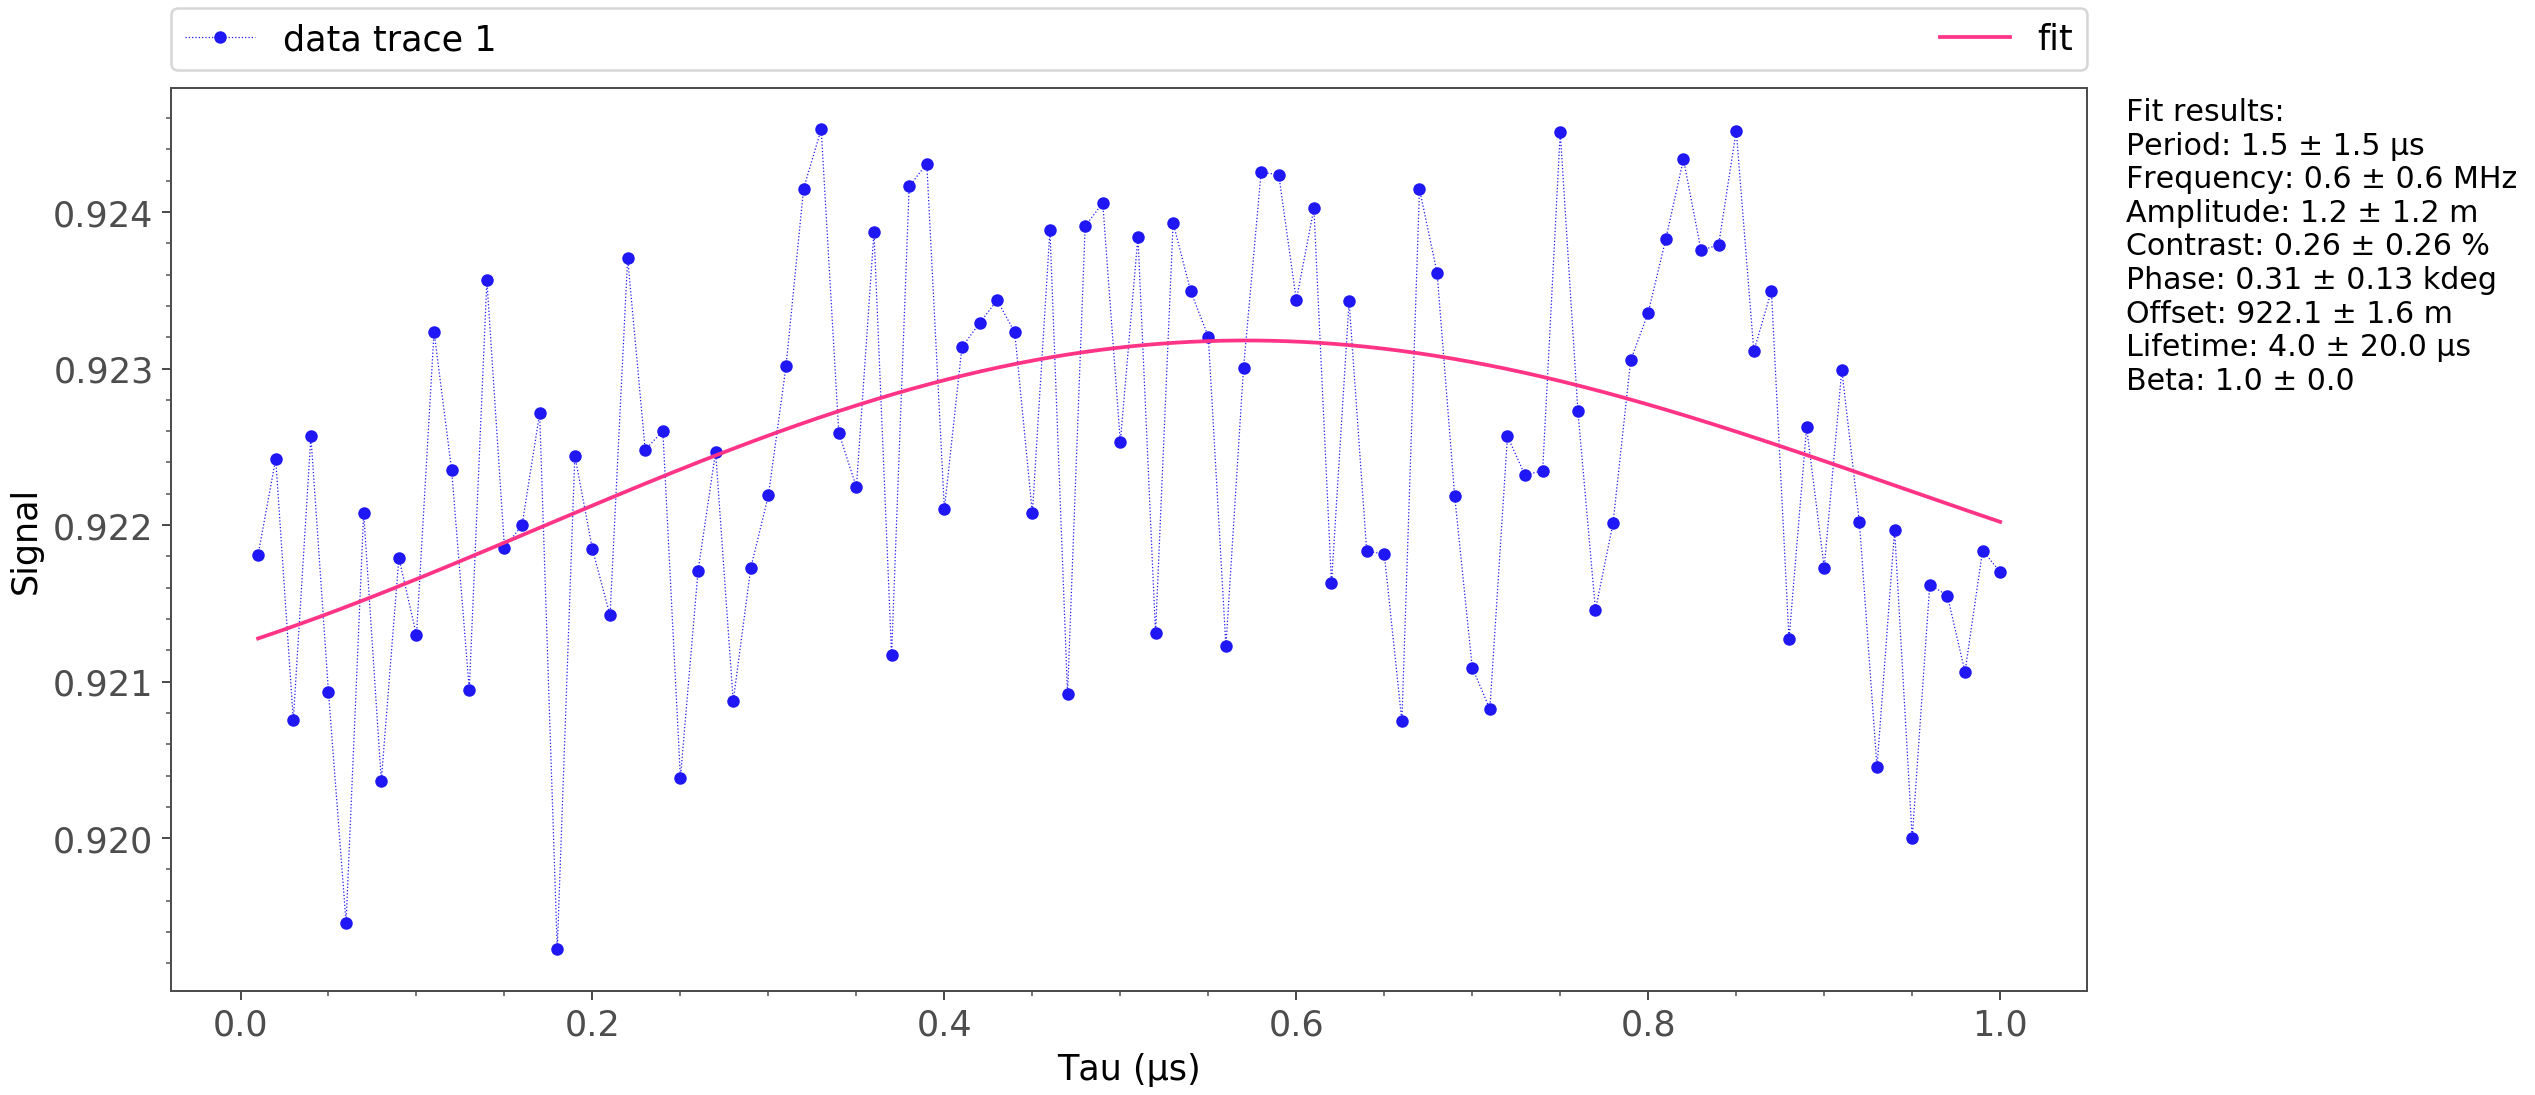 data trace 1
fit
Fit results:
Period: 1.5 ± 1.5 µs
Frequency: 0.6 ± 0.6 MHz
Amplitude: 1.2 ± 1.2 m
Contrast: 0.26 ± 0.26 %
Phase: 0.31 ± 0.13 kdeg
Offset: 922.1 ± 1.6 m
Lifetime: 4.0 ± 20.0 µs
Beta: 1.0 ± 0.0
Signal
0.924
0.923
0.922
0.921
0.920
0.0 0.2 0.4 0.6 0.8 1.0
Tau (µs)